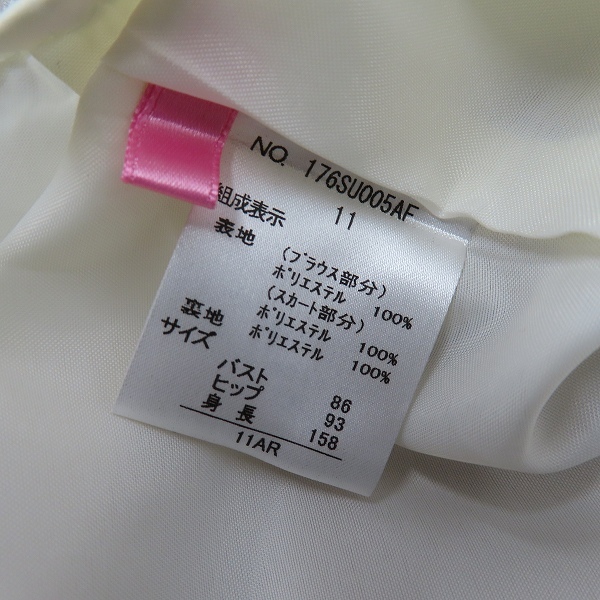 NO. 176SU005AF
組成表示 11
表地
(ブラウス部分)
ポリエステル 100%
(スカート部分)
ポリエステル 100%
裏地 ポリエステル 100%
サイズ
バスト 86
ヒップ 93
身長 158
11AR